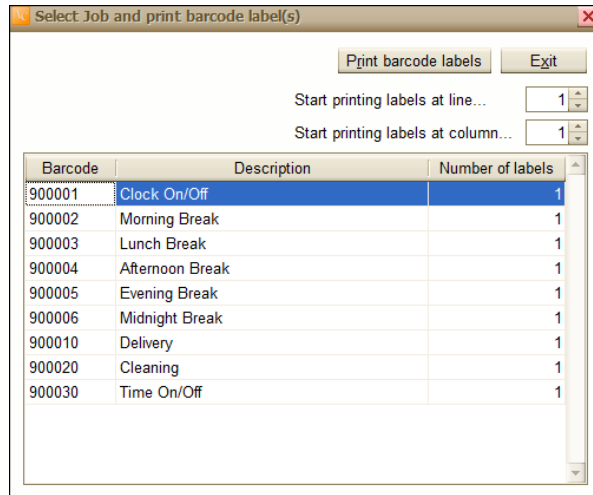 Select Job and print barcode label(s)
Print barcode labels Exit
Start printing labels at line... 1
Start printing labels at column... 1
Barcode Description Number of labels
900001 Clock On/Off 1
900002 Morning Break 1
900003 Lunch Break 1
900004 Afternoon Break 1
900005 Evening Break 1
900006 Midnight Break 1
900010 Delivery 1
900020 Cleaning 1
900030 Time On/Off 1